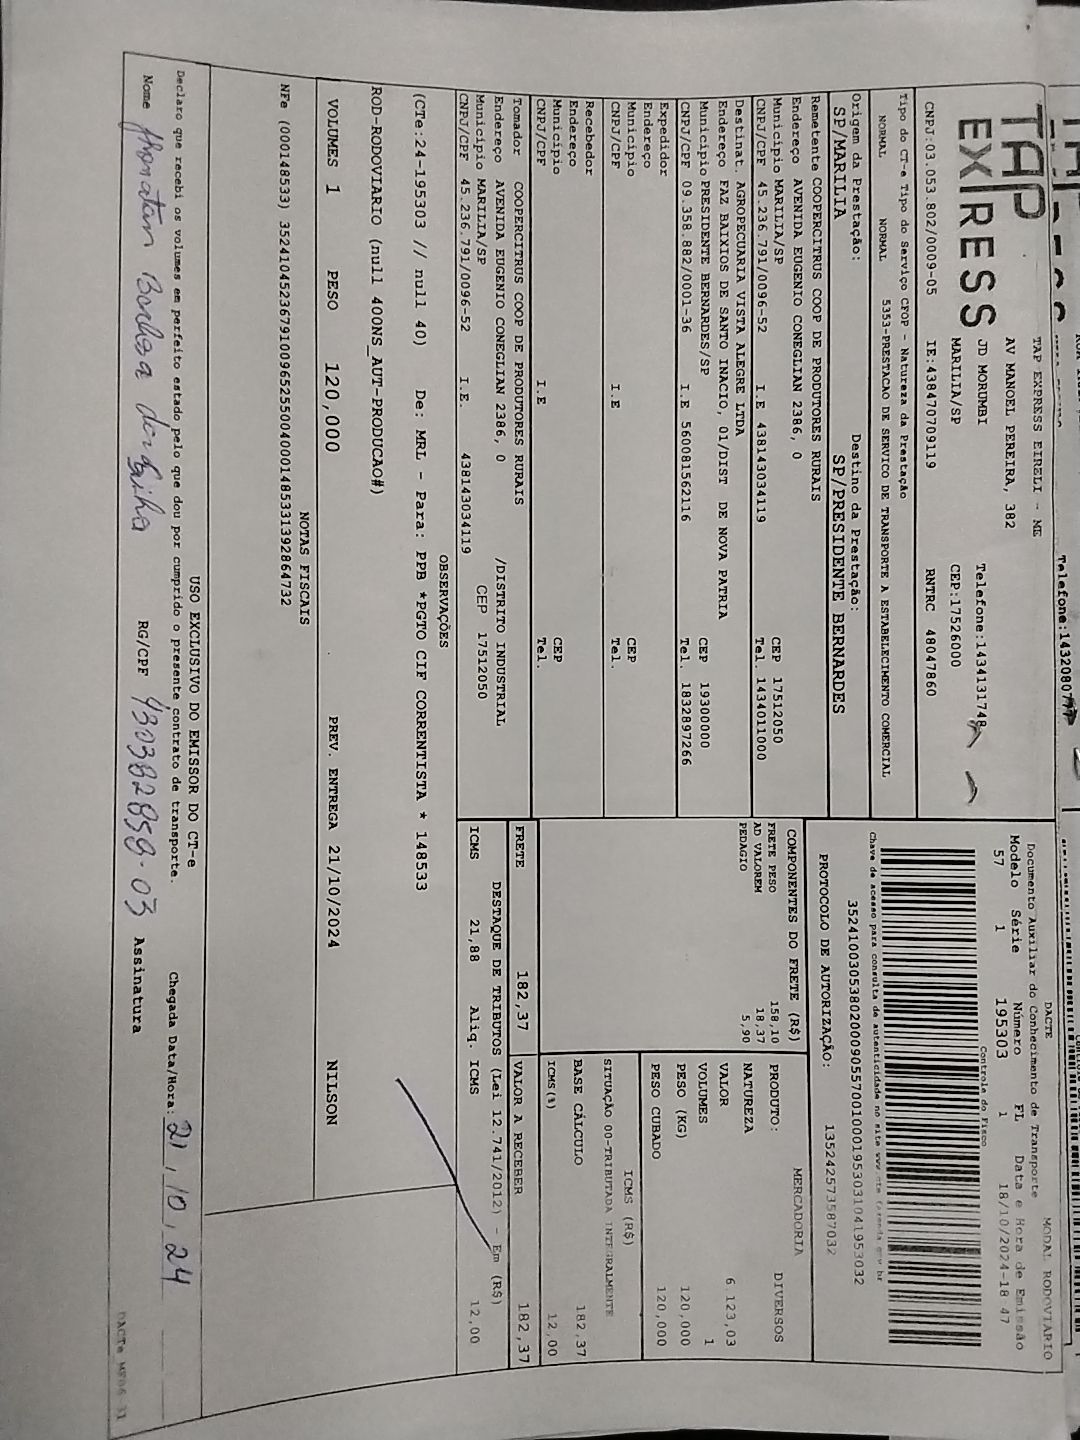 Telefone:1432080777
TAP
EXPRESS
TAP EXPRESS EIRELI - ME
AV MANOEL PEREIRA, 382
JD MORUMBI
MARILIA/SP
Telefone:1434131748
CEP:17526000
CNPJ:03.053.802/0009-05 IE:438470709119 RNTRC 48047860
Tipo do CT-e Tipo do Serviço CFOP - Natureza da Prestação
NORMAL NORMAL 5353-PRESTACAO DE SERVICO DE TRANSPORTE A ESTABELECIMENTO COMERCIAL
Origem da Prestação: Destino da Prestação:
SP/MARILIA SP/PRESIDENTE BERNARDES
Remetente COOPERCITRUS COOP DE PRODUTORES RURAIS
Endereço AVENIDA EUGENIO CONEGLIAN 2386, 0
Município MARILIA/SP CEP 17512050
CNPJ/CPF 45.236.791/0096-52 I.E 438143034119 Tel. 1434011000
Destinat. AGROPECUARIA VISTA ALEGRE LTDA
Endereço FAZ BAIXIOS DE SANTO INACIO, 01/DIST DE NOVA PATRIA
Município PRESIDENTE BERNARDES/SP CEP 19300000
CNPJ/CPF 09.358.882/0001-36 I.E 560081562116 Tel. 1832897266
Expedidor
Endereço
Município CEP
CNPJ/CPF I.E Tel.
Recebedor
Endereço
Município CEP
CNPJ/CPF I.E Tel.
Tomador COOPERCITRUS COOP DE PRODUTORES RURAIS
Endereço AVENIDA EUGENIO CONEGLIAN 2386, 0 /DISTRITO INDUSTRIAL
Município MARILIA/SP CEP 17512050
CNPJ/CPF 45.236.791/0096-52 I.E. 438143034119
DACTE MODAL RODOVIÁRIO
Documento Auxiliar do Conhecimento de Transporte
Modelo Série Número FL Data e Hora de Emissão
57 1 195303 1 18/10/2024-18 47
Controle do Fisco
Chave de acesso para consulta de autenticidade no site
35241003053802000905570010001953031041953032
PROTOCOLO DE AUTORIZAÇÃO: 135242573587032
COMPONENTES DO FRETE (R$)
FRETE PESO 158,10
AD VALOREM 18,37
PEDAGIO 5,90
PRODUTO: MERCADORIA
NATUREZA DIVERSOS
VALOR 6.123,03
VOLUMES 1
PESO (KG) 120,000
PESO CUBADO 120,000
ICMS (R$)
SITUAÇÃO 00-TRIBUTADA INTEGRALMENTE
BASE CÁLCULO 182,37
ICMS(%) 12,00
FRETE 182,37 VALOR A RECEBER 182,37
DESTAQUE DE TRIBUTOS (Lei 12.741/2012) - Em (R$)
ICMS 21,88 Aliq. ICMS 12,00
OBSERVAÇÕES
(CTe:24-195303 // null 40) De: MRL - Para: PPB *PGTO CIF CORRENTISTA * 148533
ROD-RODOVIARIO (null 400NS_AUT-PRODUCAO#)
VOLUMES 1 PESO 120,000 PREV. ENTREGA 21/10/2024 NILSON
NOTAS FISCAIS
NFe (000148533) 35241045236791009652550040001485331392864732
USO EXCLUSIVO DO EMISSOR DO CT-e
Declaro que recebi os volumes em perfeito estado pelo que dou por cumprido o presente contrato de transporte. Chegada Data/Hora: 21/10/24
Nome RG/CPF 430382858-03 Assinatura